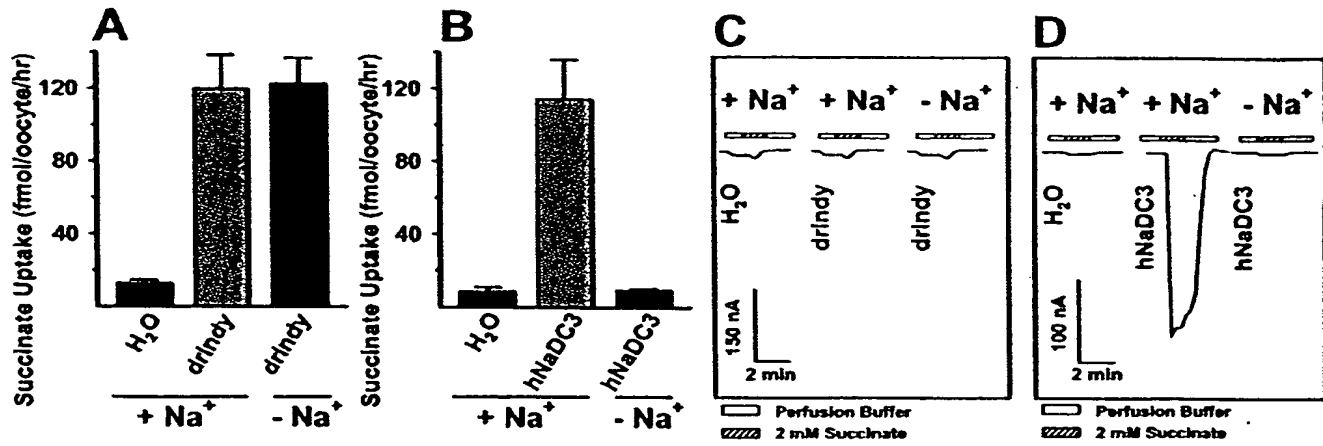 A
Succinate Uptake (fmol/oocyte/hr)
120
80
40
H₂O
drIndy
drIndy
+ Na⁺
- Na⁺
B
Succinate Uptake (fmol/oocyte/hr)
120
80
40
H₂O
hNaDC3
hNaDC3
+ Na⁺
- Na⁺
C
+ Na⁺ + Na⁺ - Na⁺
H₂O
drIndy
drIndy
150 nA
2 min
Perfusion Buffer
2 mM Succinate
D
+ Na⁺ + Na⁺ - Na⁺
H₂O
hNaDC3
hNaDC3
100 nA
2 min
Perfusion Buffer
2 mM Succinate